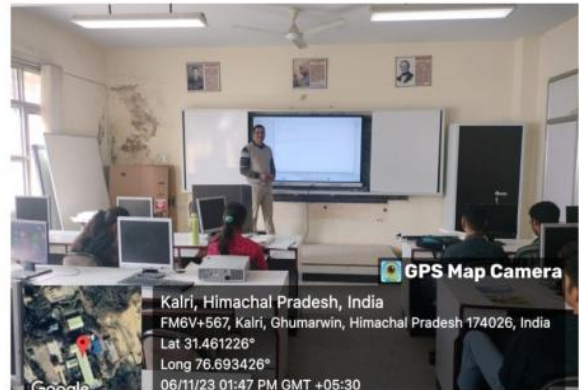 GPS Map Camera
Kalri, Himachal Pradesh, India
FM6V+567, Kalri, Ghumarwin, Himachal Pradesh 174026, India
Lat 31.461226°
Long 76.693426°
06/11/23 01:47 PM GMT +05:30
Google